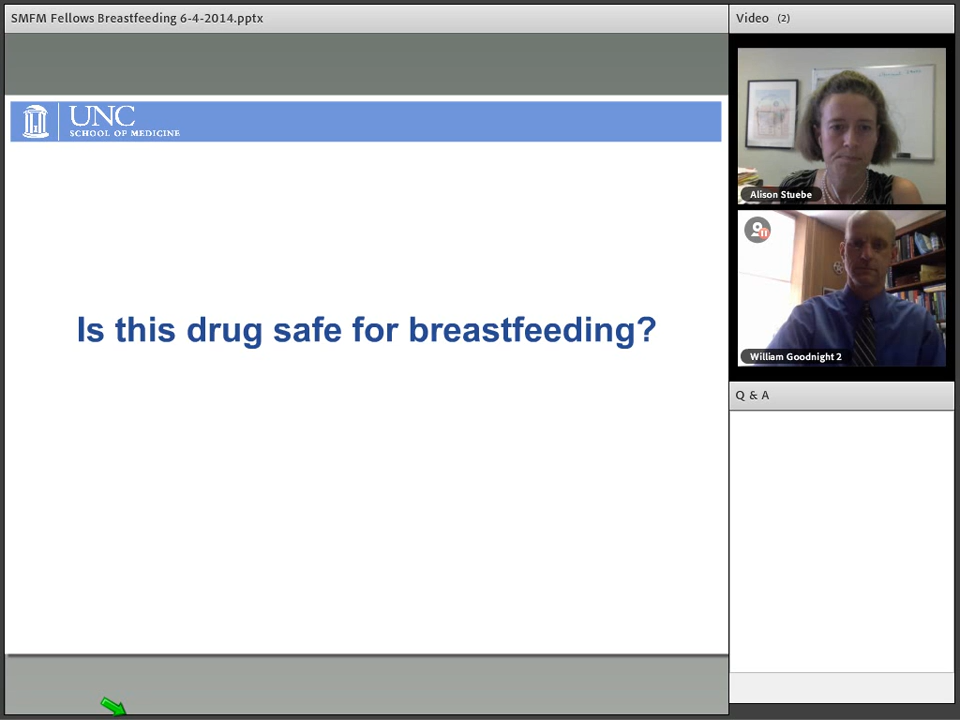 SMFM Fellows Breastfeeding 6-4-2014.pptx
Video (2)
UNC
SCHOOL OF MEDICINE
Is this drug safe for breastfeeding?
Alison Stuebe
William Goodnight 2
Q & A